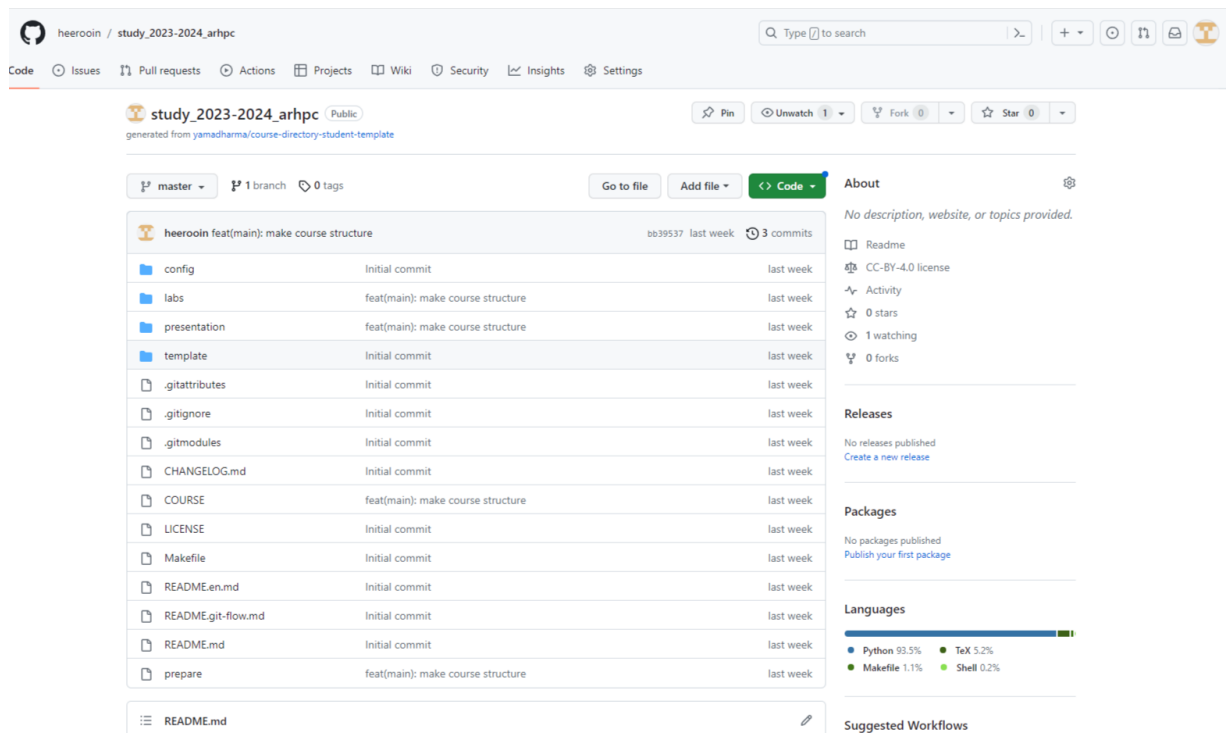 heerooin / study_2023-2024_arhpc Type / to search
Code Issues Pull requests Actions Projects Wiki Security Insights Settings
study_2023-2024_arhpc Public Pin Unwatch 1 Fork 0 Star 0
generated from yamadharma/course-directory-student-template
master 1 branch 0 tags Go to file Add file <> Code About
No description, website, or topics provided.
heerooin feat(main): make course structure bb39537 last week 3 commits
Readme
config Initial commit last week
CC-BY-4.0 license
labs feat(main): make course structure last week
Activity
0 stars
presentation feat(main): make course structure last week
1 watching
template Initial commit last week
0 forks
.gitattributes Initial commit last week
.gitignore Initial commit last week
Releases
.gitmodules Initial commit last week
No releases published
Create a new release
CHANGELOG.md Initial commit last week
COURSE feat(main): make course structure last week
Packages
LICENSE Initial commit last week
No packages published
Publish your first package
Makefile Initial commit last week
README.en.md Initial commit last week
Languages
README.git-flow.md Initial commit last week
README.md Initial commit last week
Python 93.5% TeX 5.2%
Makefile 1.1% Shell 0.2%
prepare feat(main): make course structure last week
README.md
Suggested Workflows